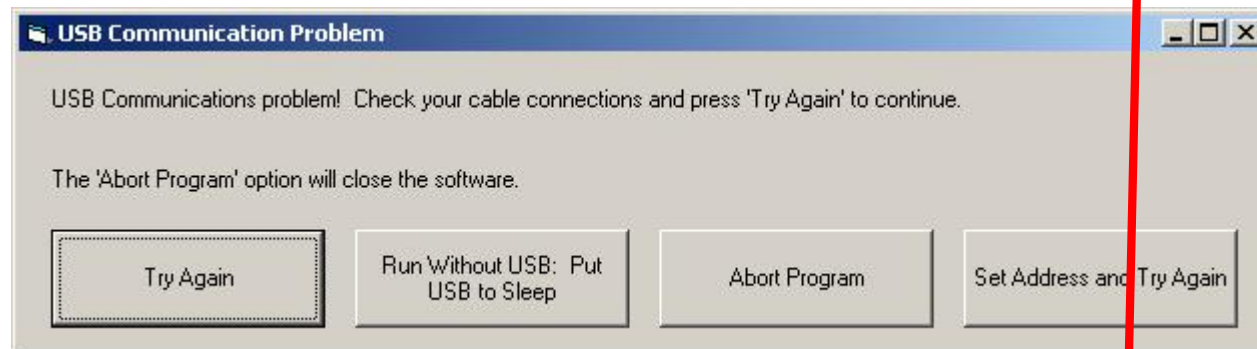 USB Communication Problem
USB Communications problem!  Check your cable connections and press 'Try Again' to continue.
The 'Abort Program' option will close the software.
Try Again
Run Without USB:  Put
USB to Sleep
Abort Program
Set Address and Try Again